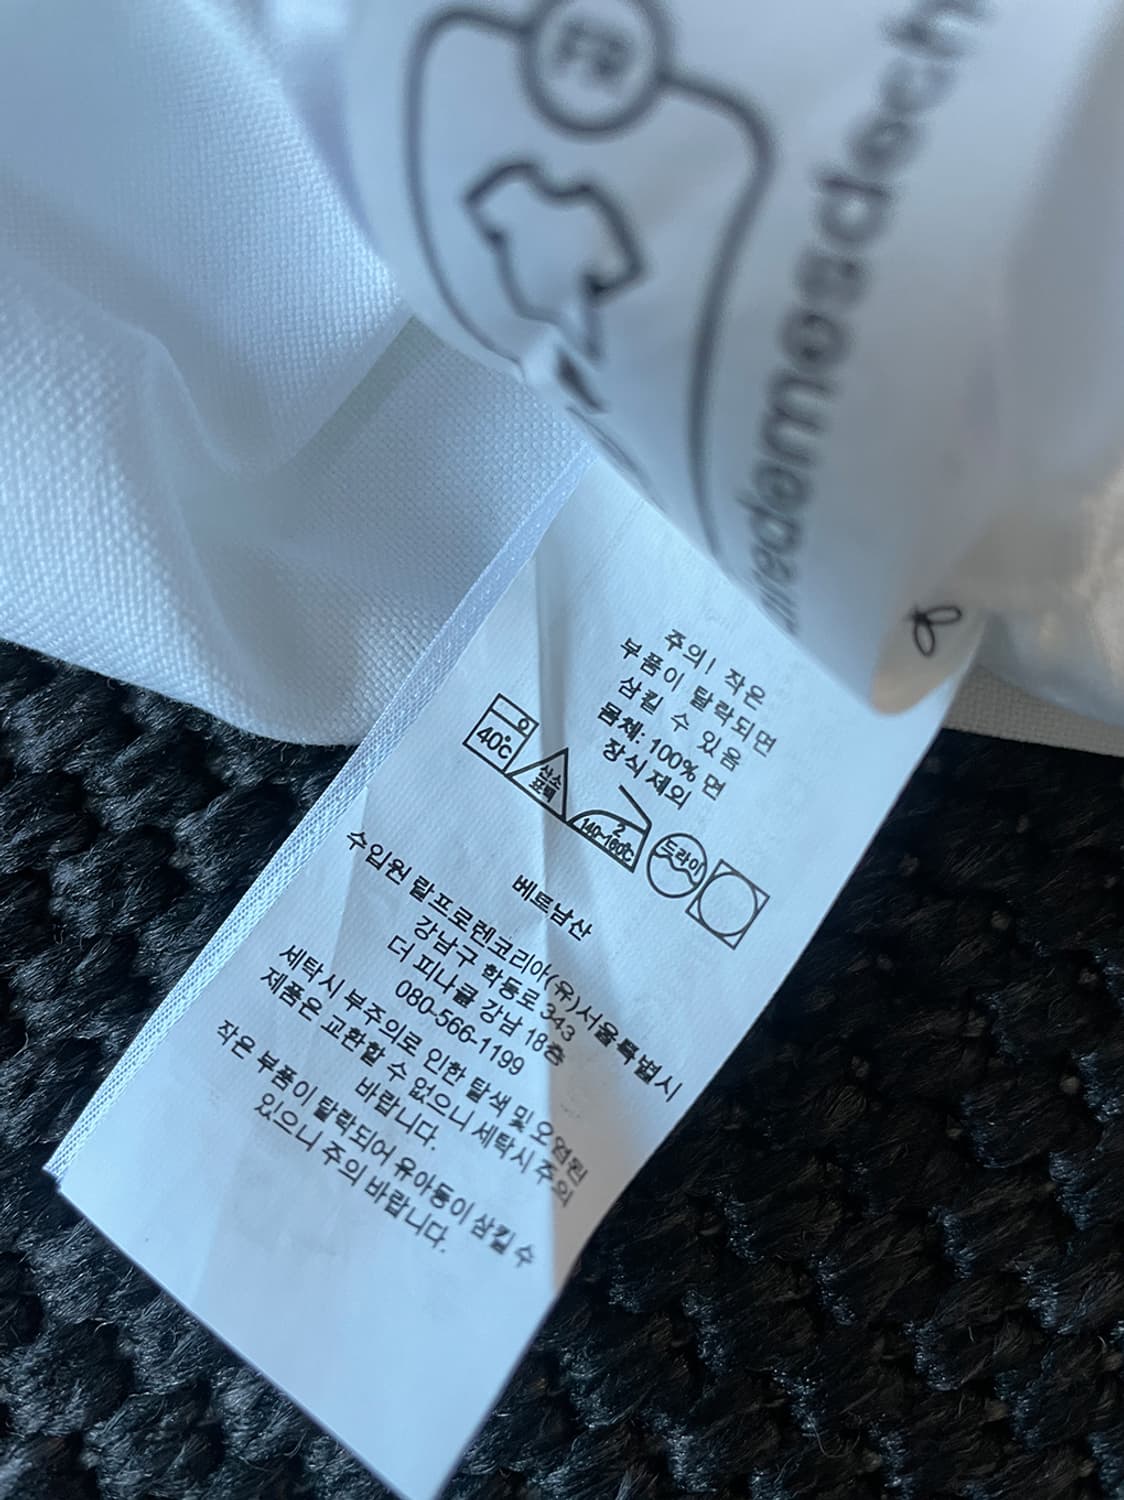 주의| 작은
부품이 탈락되면
삼킬 수 있음
몸체: 100% 면
장식 제외
40℃
산소
표백
2
140~160℃
드라이
베트남산
수입원 랄프로렌코리아(유)서울특별시
강남구 학동로 343
더 피나클 강남 18층
080-566-1199
세탁시 부주의로 인한 탈색 및 오염된
제품은 교환할 수 없으니 세탁시 주의
바랍니다.
작은 부품이 탈락되어 유아동이 삼킬 수
있으니 주의 바랍니다.